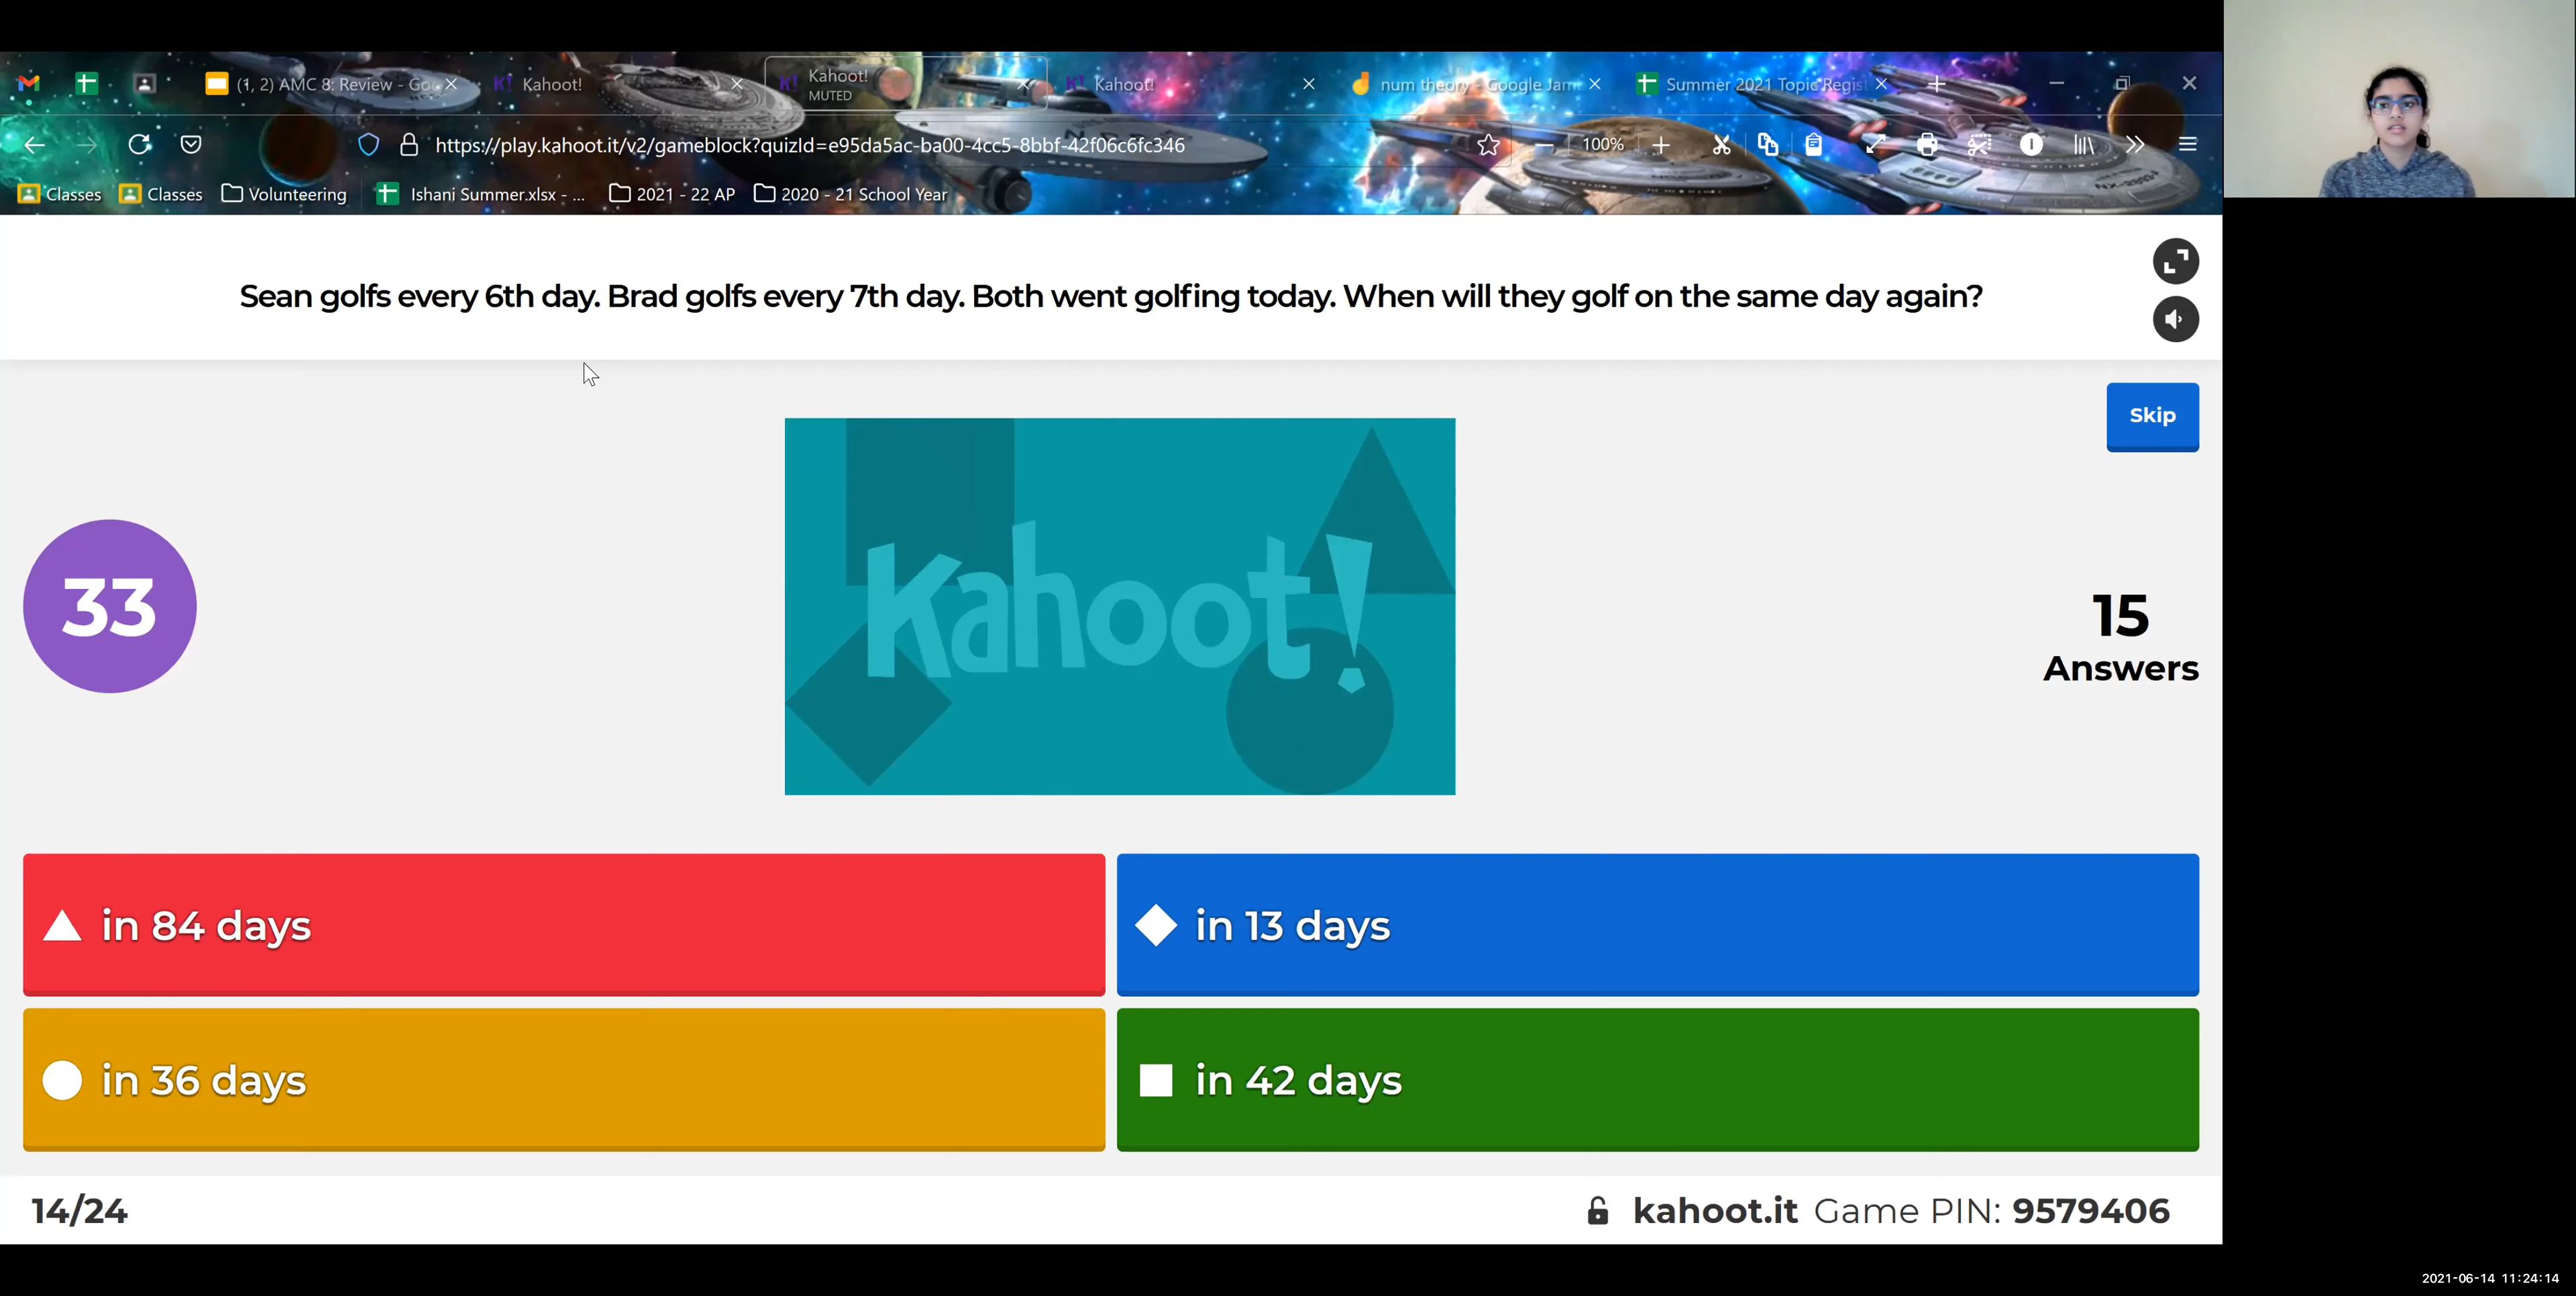 (1, 2) AMC 8: Review - Go
Kahoot!
Kahoot!
MUTED
Kahoot!
num theory - Google Jam
Summer 2021 Topic Regist
https://play.kahoot.it/v2/gameblock?quizId=e95da5ac-ba00-4cc5-8bbf-42f06c6fc346
100%
Classes
Classes
Volunteering
Ishani Summer.xlsx - ...
2021 - 22 AP
2020 - 21 School Year
Sean golfs every 6th day. Brad golfs every 7th day. Both went golfing today. When will they golf on the same day again?
Skip
33
Kahoot!
15
Answers
in 84 days
in 13 days
in 36 days
in 42 days
14/24
kahoot.it Game PIN: 9579406
2021-06-14 11:24:14